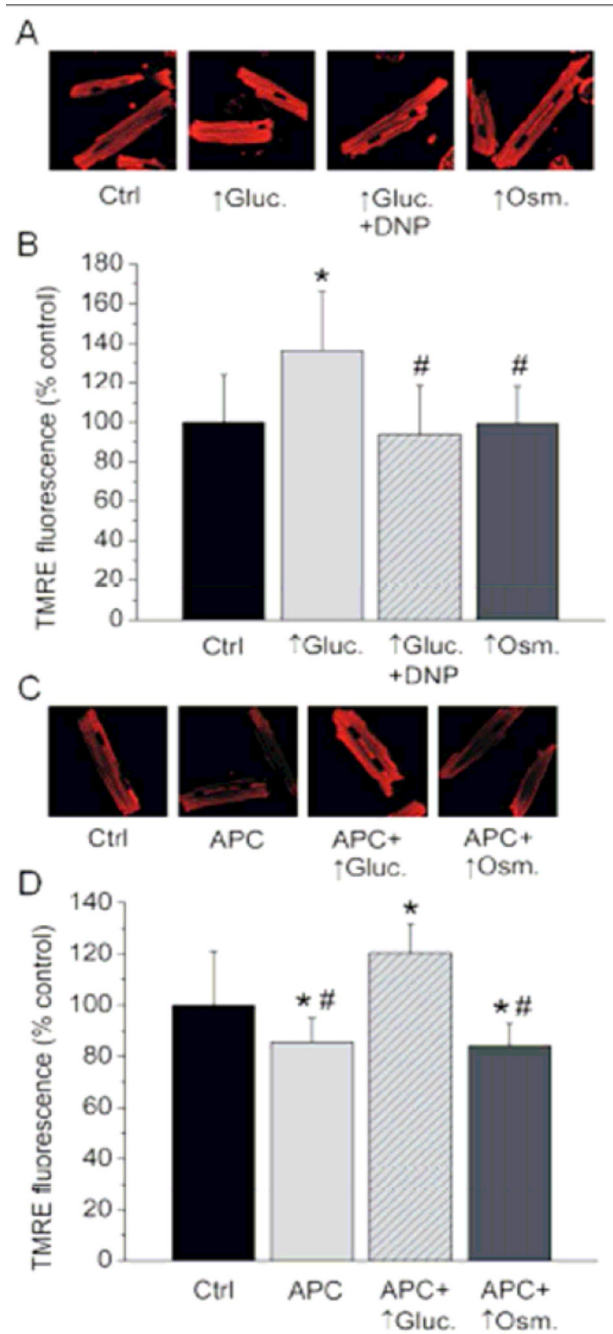 A
Ctrl ↑Gluc. ↑Gluc. ↑Osm.
+DNP
B
TMRE fluorescence (% control)
180
160
140
120
100
80
60
40
20
0
*
#
#
Ctrl ↑Gluc. ↑Gluc. ↑Osm.
+DNP
C
Ctrl APC APC+ APC+
↑Gluc. ↑Osm.
D
TMRE fluorescence (% control)
140
120
100
80
60
40
20
0
* #
*
* #
Ctrl APC APC+ APC+
↑Gluc. ↑Osm.